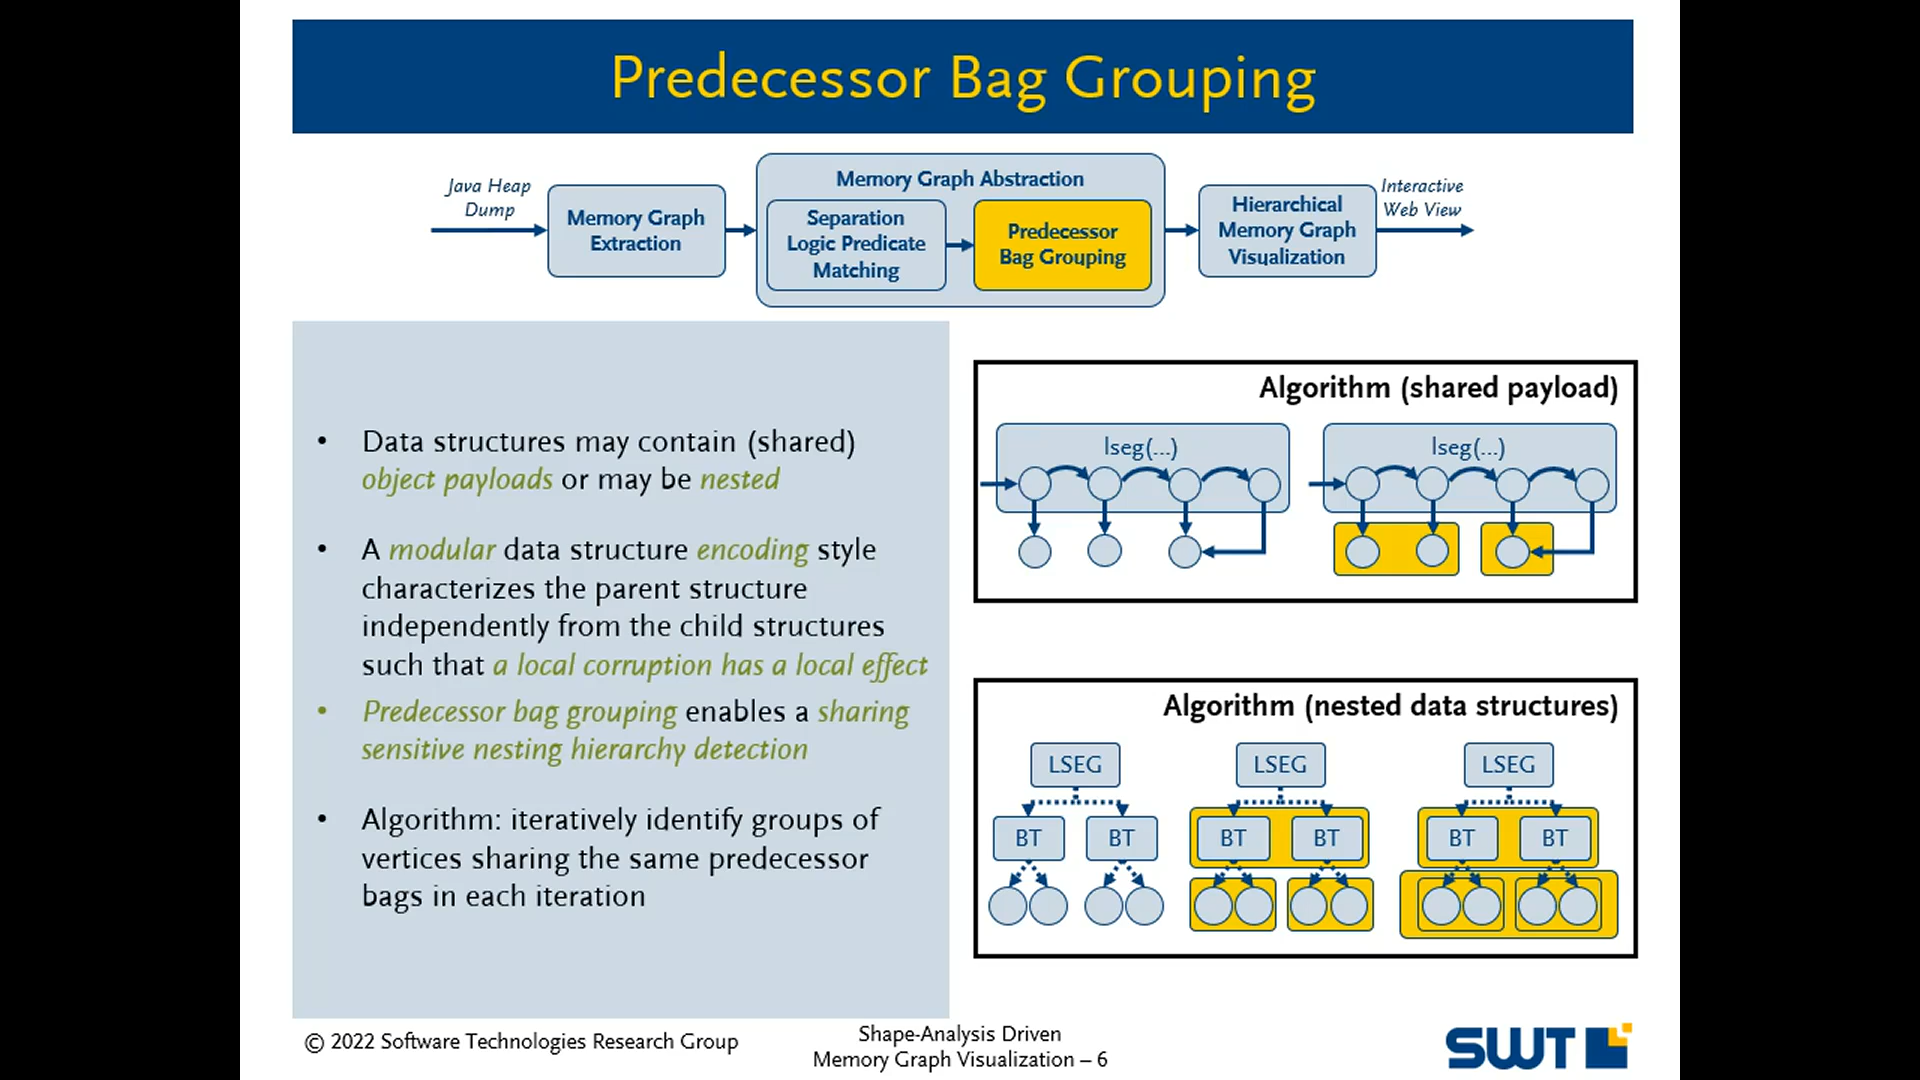 Predecessor Bag Grouping
Java Heap
Dump
Memory Graph
Extraction
Memory Graph Abstraction
Separation
Logic Predicate
Matching
Predecessor
Bag Grouping
Hierarchical
Memory Graph
Visualization
Interactive
Web View
• Data structures may contain (shared)
object payloads or may be nested
• A modular data structure encoding style
characterizes the parent structure
independently from the child structures
such that a local corruption has a local effect
• Predecessor bag grouping enables a sharing
sensitive nesting hierarchy detection
• Algorithm: iteratively identify groups of
vertices sharing the same predecessor
bags in each iteration
Algorithm (shared payload)
lseg(...)
lseg(...)
Algorithm (nested data structures)
LSEG
LSEG
LSEG
BT
BT
BT
BT
BT
BT
© 2022 Software Technologies Research Group
Shape-Analysis Driven
Memory Graph Visualization – 6
SWT